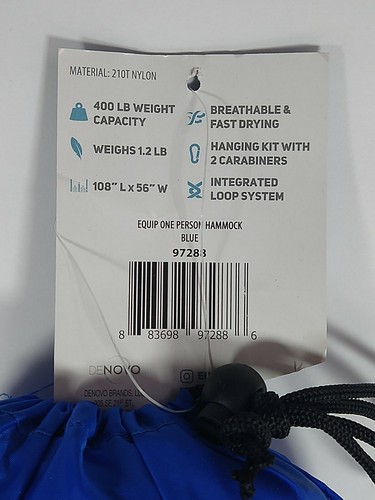 MATERIAL: 210T NYLON
400 LB WEIGHT
CAPACITY
BREATHABLE &
FAST DRYING
WEIGHS 1.2 LB
HANGING KIT WITH
2 CARABINERS
108” L x 56” W
INTEGRATED
LOOP SYSTEM
EQUIP ONE PERSON HAMMOCK
BLUE
97288
8 83698 97288 6
DENOVO
DENOVO BRANDS,